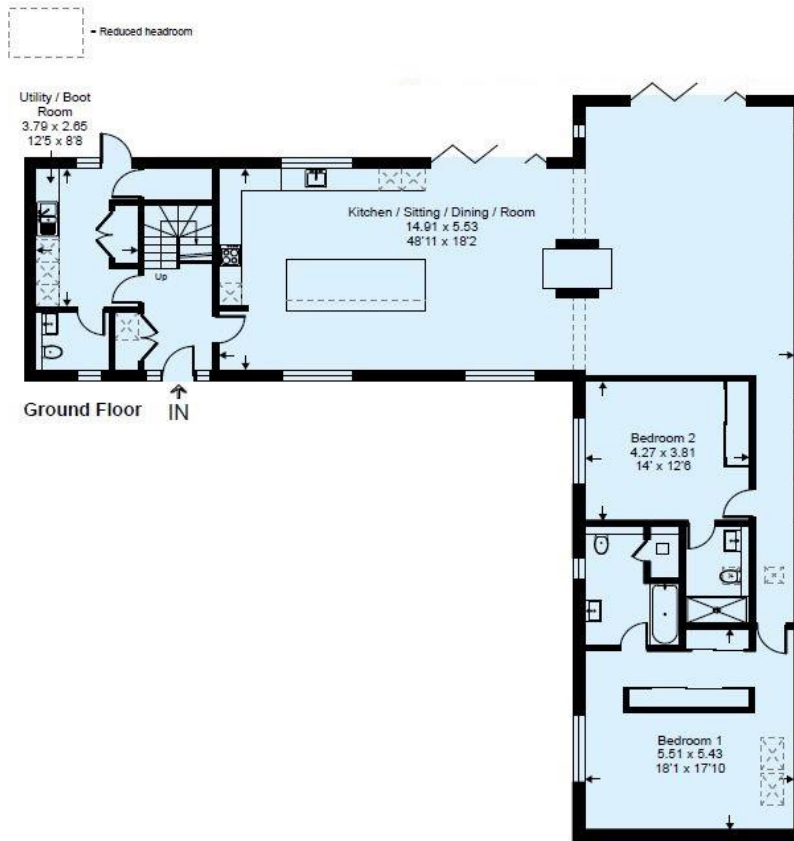 = Reduced headroom
Utility / Boot
Room
3.79 x 2.65
12'5 x 8'8
Kitchen / Sitting / Dining / Room
14.91 x 5.53
48'11 x 18'2
Up
Ground Floor
IN
Bedroom 2
4.27 x 3.81
14' x 12'6
Bedroom 1
5.51 x 5.43
18'1 x 17'10